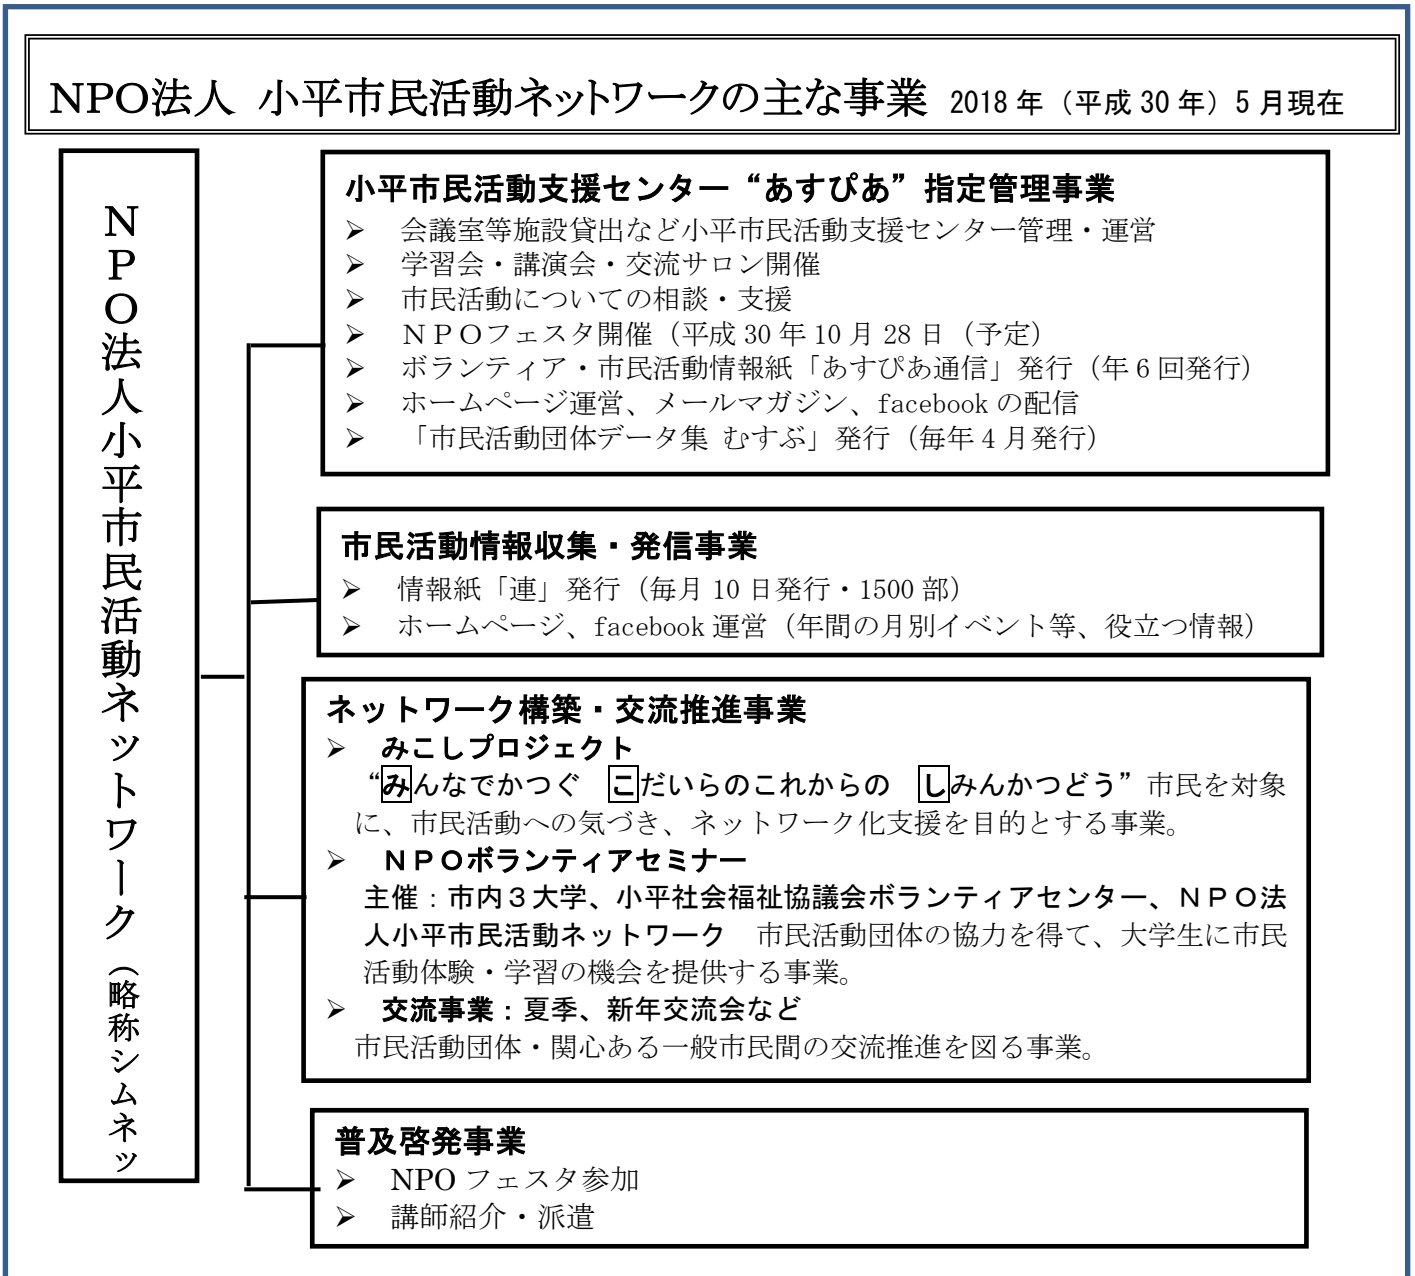 NPO法人 小平市民活動ネットワークの主な事業 2018年（平成30年）5月現在
NPO法人小平市民活動ネットワーク（略称シムネッ
小平市民活動支援センター“あすぴあ”指定管理事業
➢ 会議室等施設貸出など小平市民活動支援センター管理・運営
➢ 学習会・講演会・交流サロン開催
➢ 市民活動についての相談・支援
➢ ＮＰＯフェスタ開催（平成30年10月28日（予定）
➢ ボランティア・市民活動情報紙「あすぴあ通信」発行（年6回発行）
➢ ホームページ運営、メールマガジン、facebookの配信
➢ 「市民活動団体データ集 むすぶ」発行（毎年4月発行）
市民活動情報収集・発信事業
➢ 情報紙「連」発行（毎月10日発行・1500部）
➢ ホームページ、facebook運営（年間の月別イベント等、役立つ情報）
ネットワーク構築・交流推進事業
➢ みこしプロジェクト
“みんなでかつぐ　こだいらのこれからの　しみんかつどう”市民を対象
に、市民活動への気づき、ネットワーク化支援を目的とする事業。
➢ ＮＰＯボランティアセミナー
主催：市内３大学、小平社会福祉協議会ボランティアセンター、ＮＰＯ法
人小平市民活動ネットワーク　市民活動団体の協力を得て、大学生に市民
活動体験・学習の機会を提供する事業。
➢ 交流事業：夏季、新年交流会など
市民活動団体・関心ある一般市民間の交流推進を図る事業。
普及啓発事業
➢ NPOフェスタ参加
➢ 講師紹介・派遣